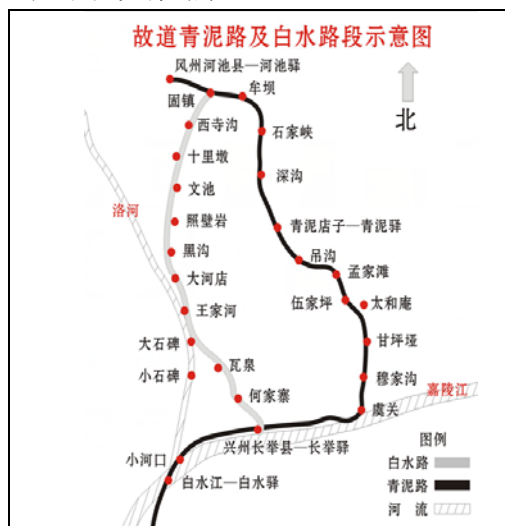 故道青泥路及白水路段示意图
风州河池县—河池驿
固镇
牟坝
北
西寺沟
石家峡
十里墩
深沟
文池
洛河
照壁岩
青泥店子—青泥驿
黑沟
吊沟
孟家滩
大河店
伍家坪
太和庵
王家河
大石碑
甘坪垭
瓦泉
小石碑
穆家沟
嘉陵江
何家寨
虞关
兴州长举县—长举驿
图例
小河口
白水路
白水江—白水驿
青泥路
河 流